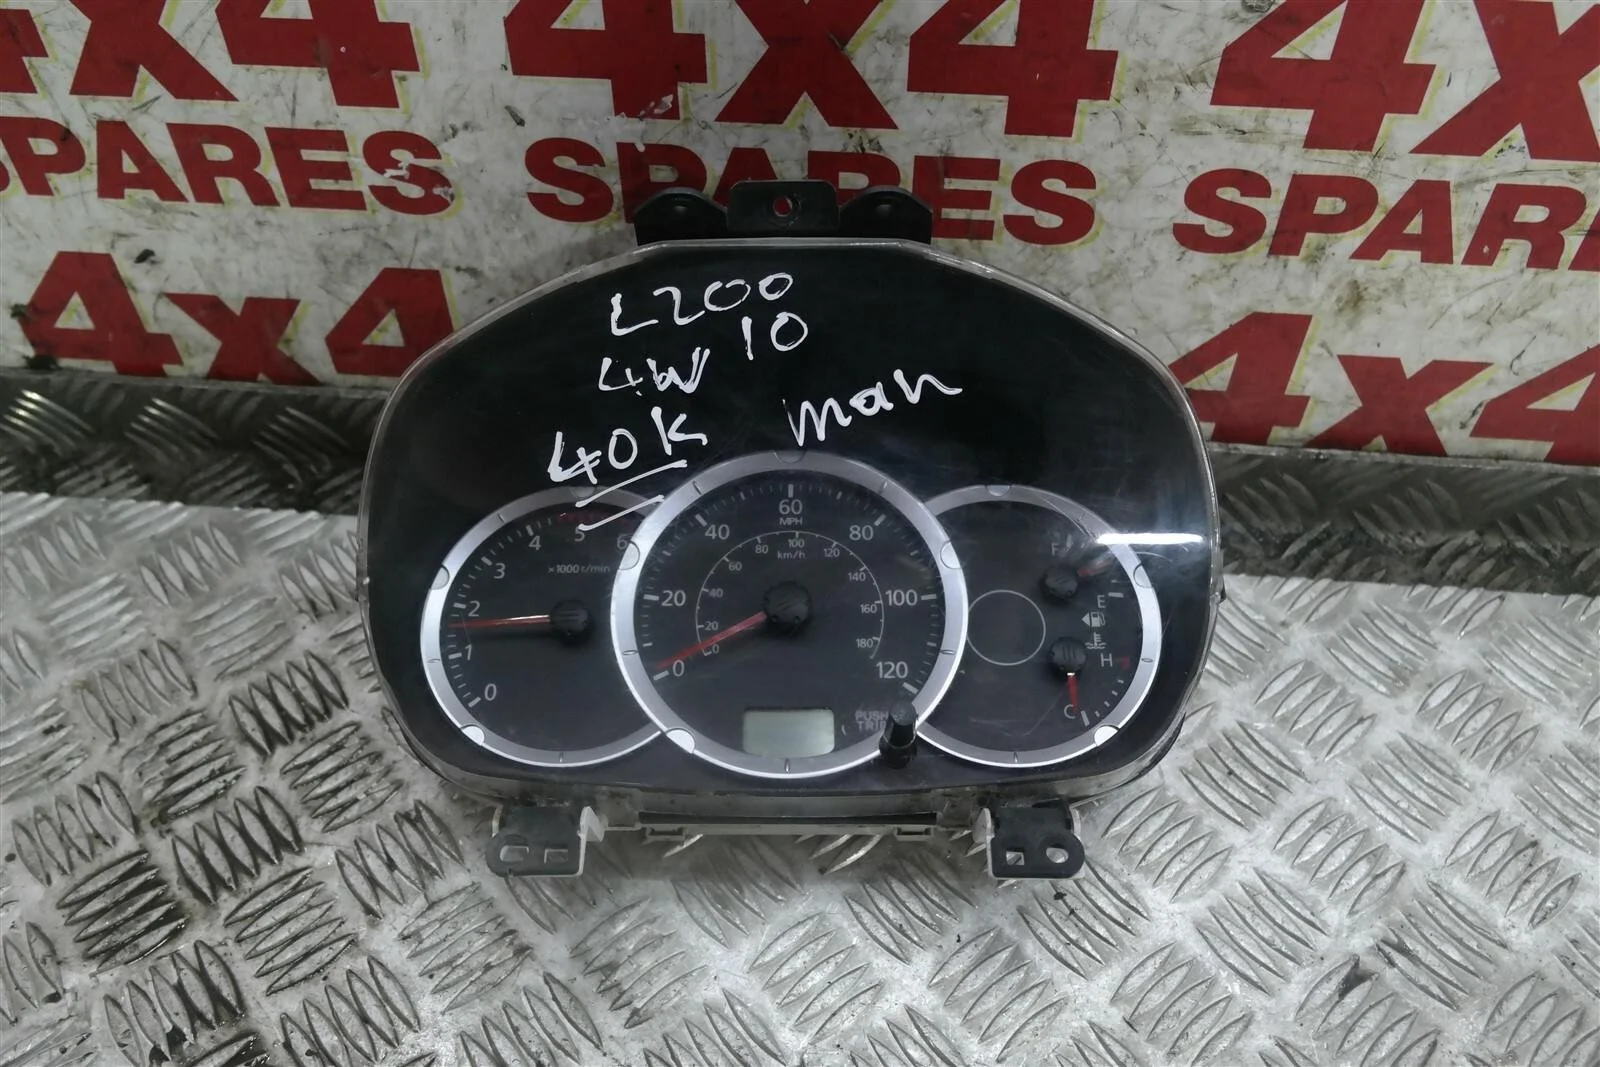 4x4 4x4 4x4
SPARES SPARES SPARE
4x4 4x4
L200
4W 10
40K man
0 1 2 3 4 5 6
x1000 r/min
0 20 40 60 80 100 120
MPH
0 20 40 60 80 100 120 140 160 180
km/h
PUSH
TRIP
F
E
H
C